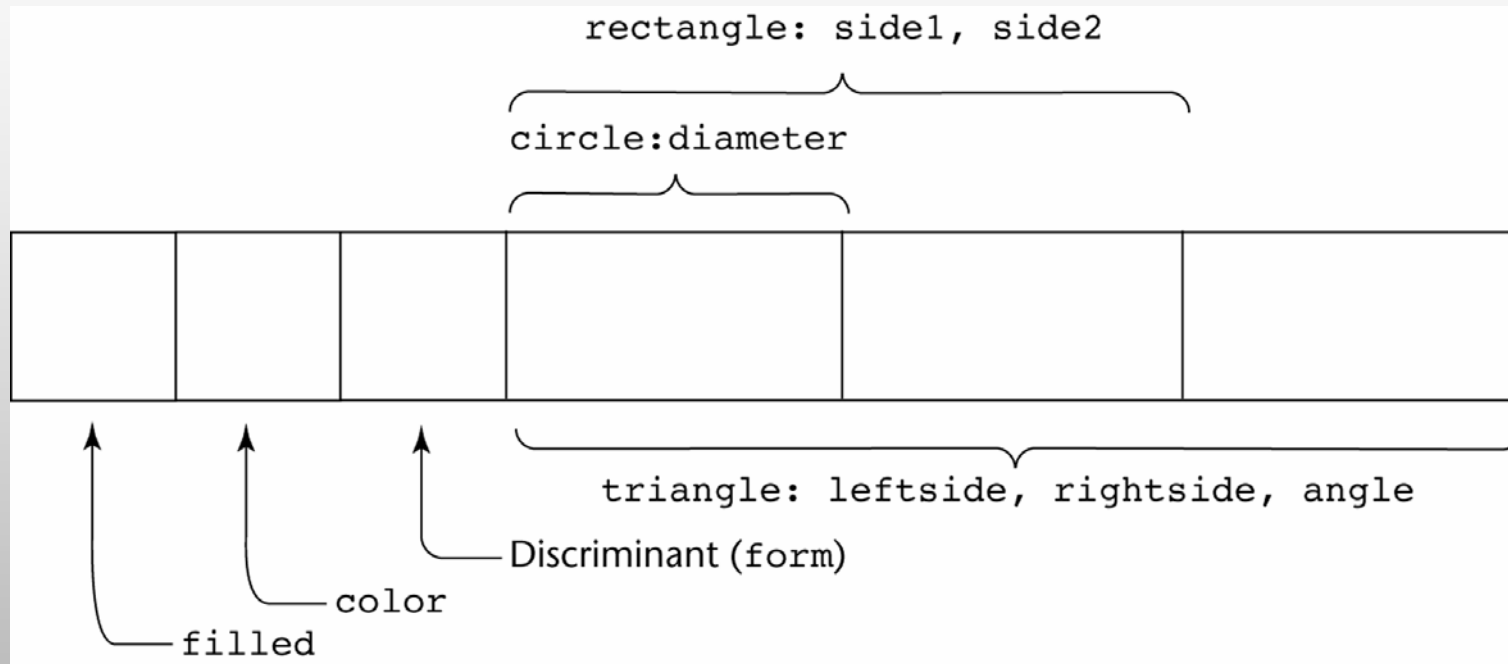 rectangle: side1, side2
circle:diameter
triangle: leftside, rightside, angle
Discriminant (form)
color
filled